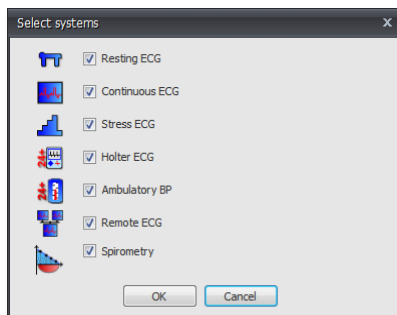 Select systems x
Resting ECG
Continuous ECG
Stress ECG
Holter ECG
Ambulatory BP
Remote ECG
Spirometry
OK Cancel